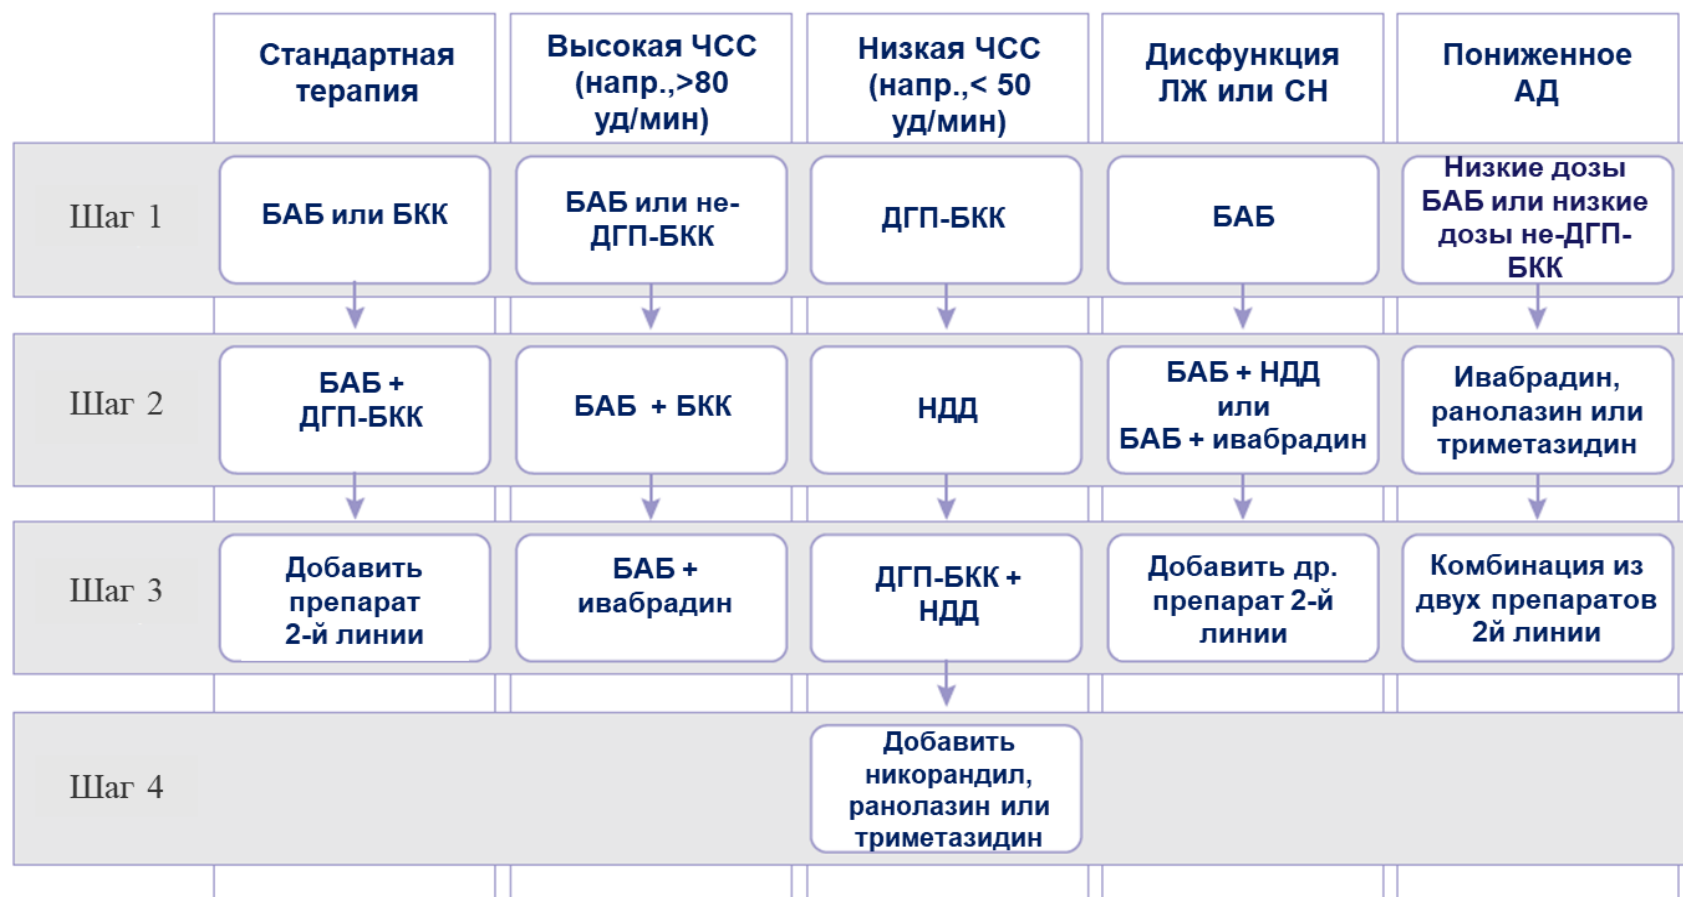 Стандартная
терапия
Высокая ЧСС
(напр.,>80
уд/мин)
Низкая ЧСС
(напр.,< 50
уд/мин)
Дисфункция
ЛЖ или СН
Пониженное
АД
Шаг 1
БАБ или БКК
БАБ или не-
ДГП-БКК
ДГП-БКК
БАБ
Низкие дозы
БАБ или низкие
дозы не-ДГП-
БКК
Шаг 2
БАБ +
ДГП-БКК
БАБ + БКК
НДД
БАБ + НДД
или
БАБ + ивабрадин
Ивабрадин,
ранолазин или
триметазидин
Шаг 3
Добавить
препарат
2-й линии
БАБ +
ивабрадин
ДГП-БКК +
НДД
Добавить др.
препарат 2-й
линии
Комбинация из
двух препаратов
2й линии
Шаг 4
Добавить
никорандил,
ранолазин или
триметазидин